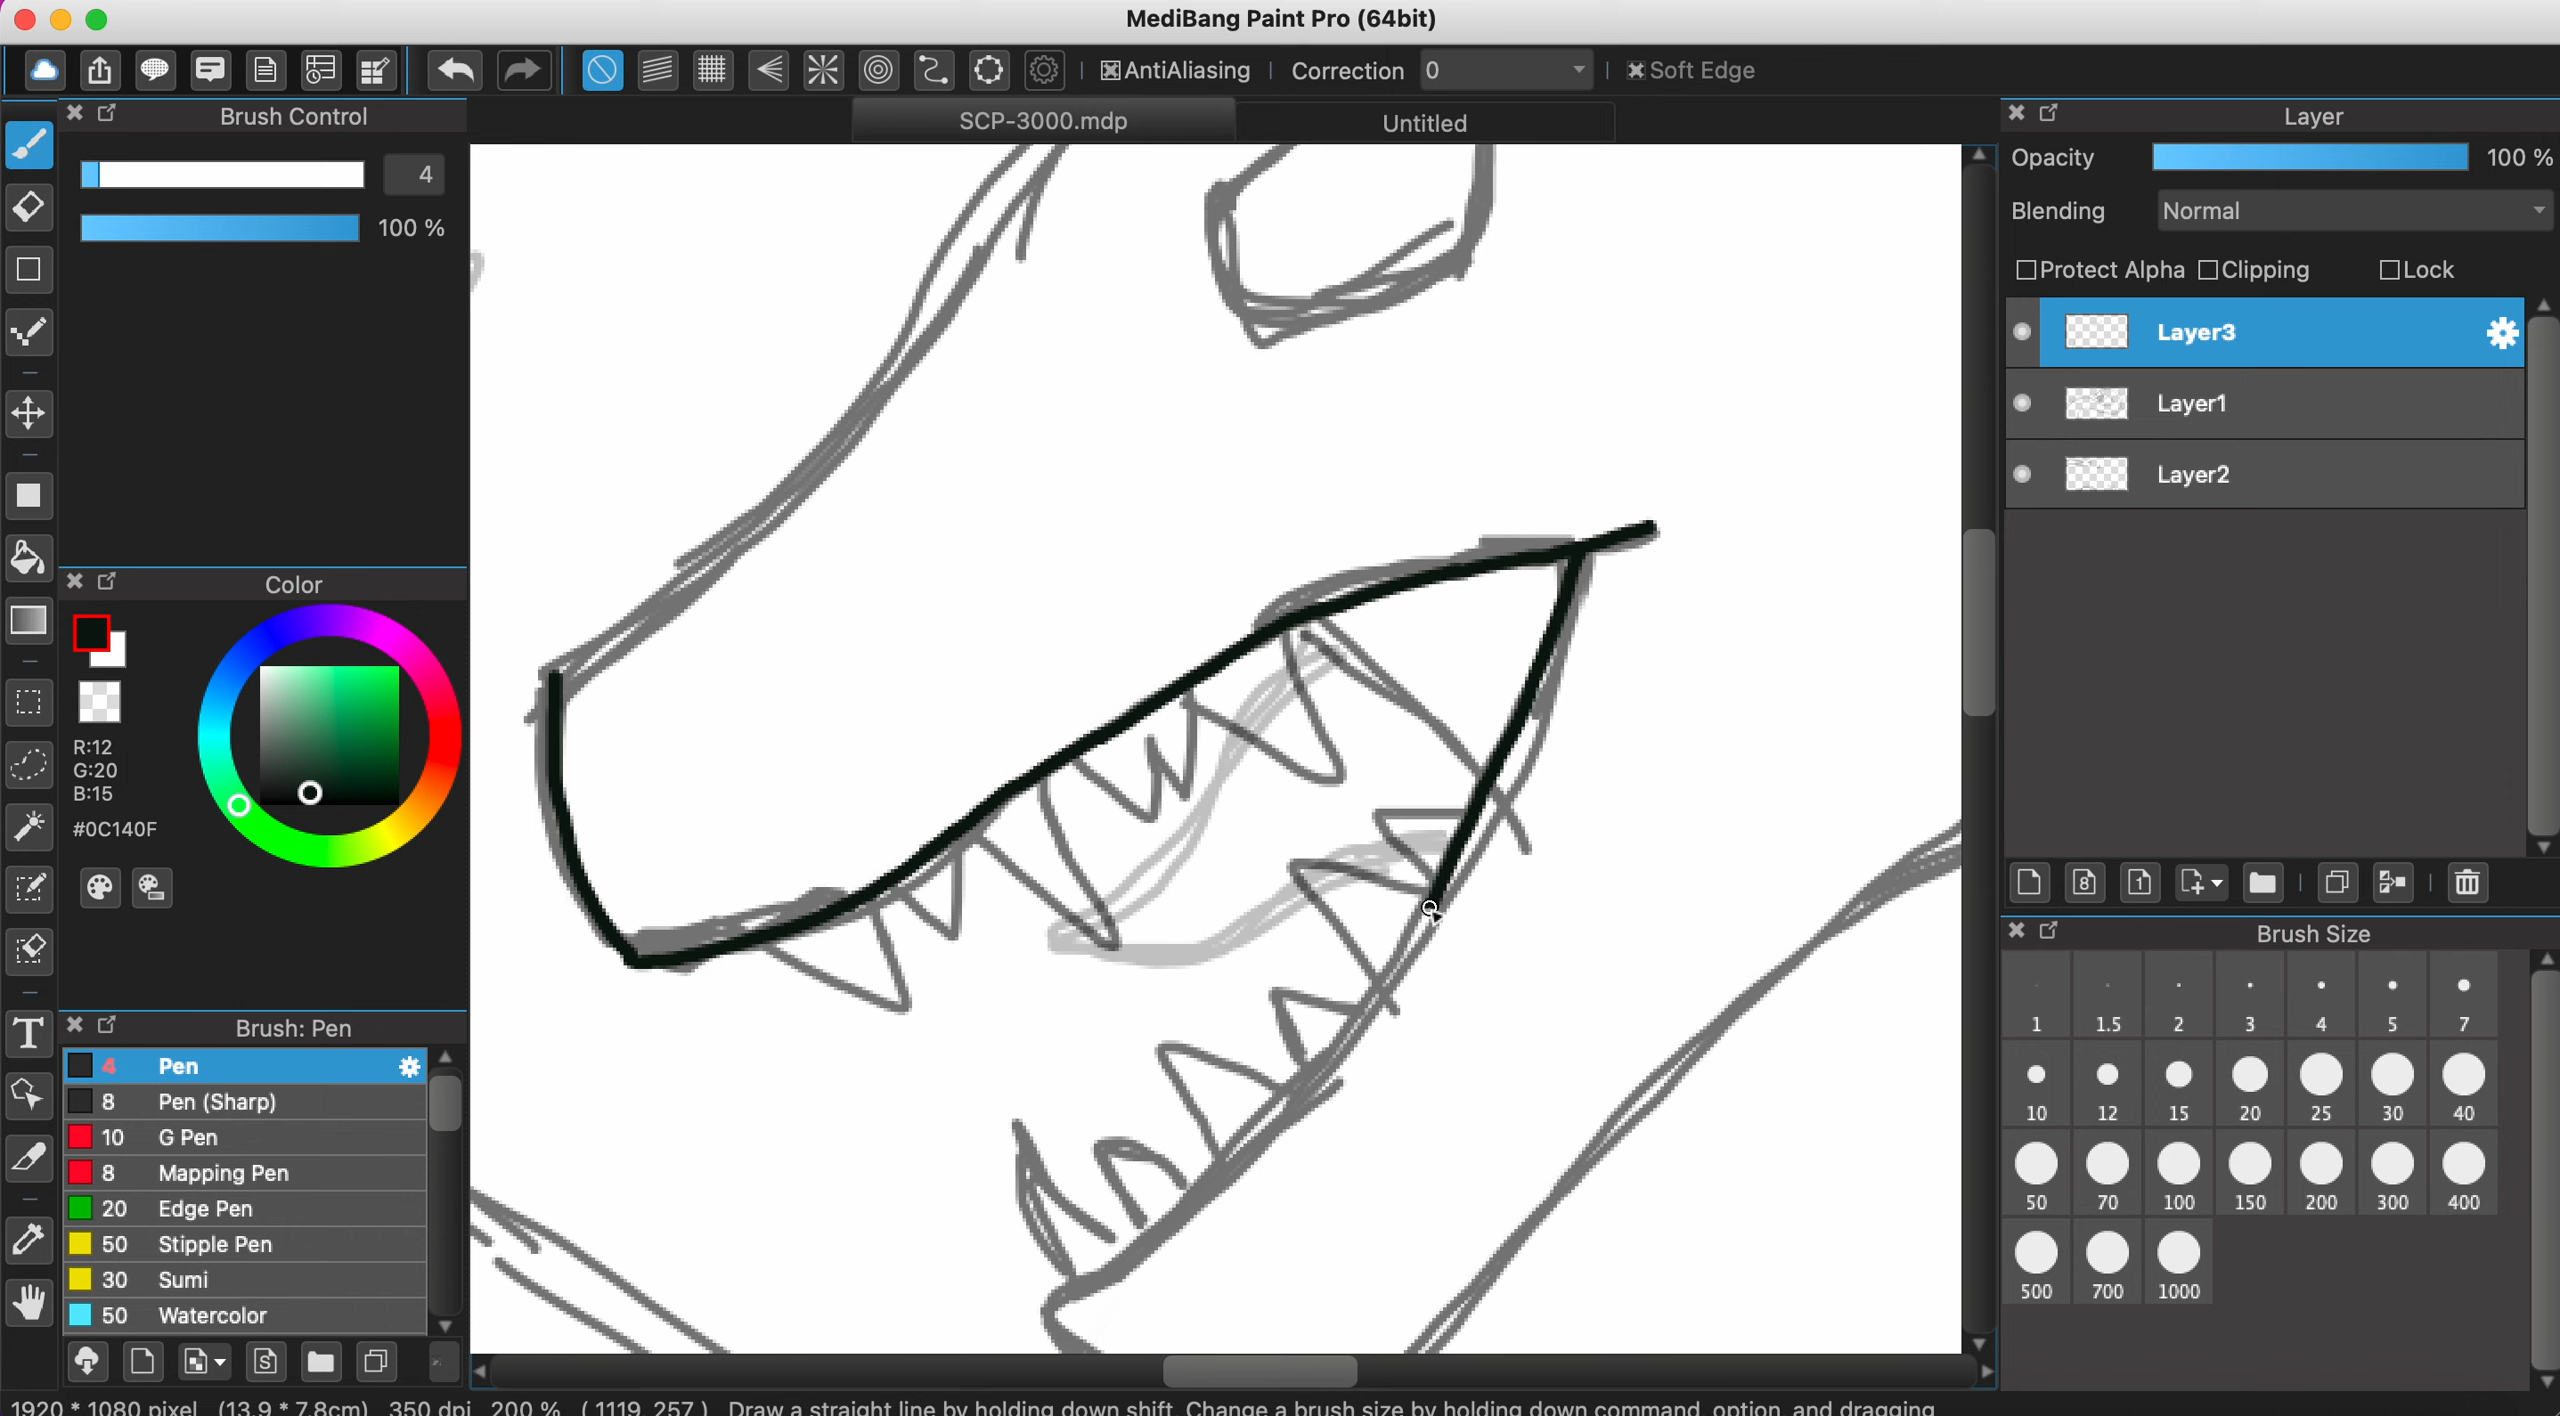 MediBang Paint Pro (64bit)
AntiAliasing
Correction
0
Soft Edge
Brush Control
SCP-3000.mdp
Untitled
Layer
4
100 %
Opacity
100 %
Blending
Normal
Protect Alpha
Clipping
Lock
Layer3
Layer1
Layer2
Color
R:12
G:20
B:15
#0C140F
8
1
Brush Size
1
1.5
2
3
4
5
7
10
12
15
20
25
30
40
50
70
100
150
200
300
400
500
700
1000
Brush: Pen
4 Pen
8 Pen (Sharp)
10 G Pen
8 Mapping Pen
20 Edge Pen
50 Stipple Pen
30 Sumi
50 Watercolor
T
S
1920 * 1080 pixel (13.9 * 7.8cm) 350 dpi 200 % ( 1119, 257 ) Draw a straight line by holding down shift, Change a brush size by holding down command, option, and dragging